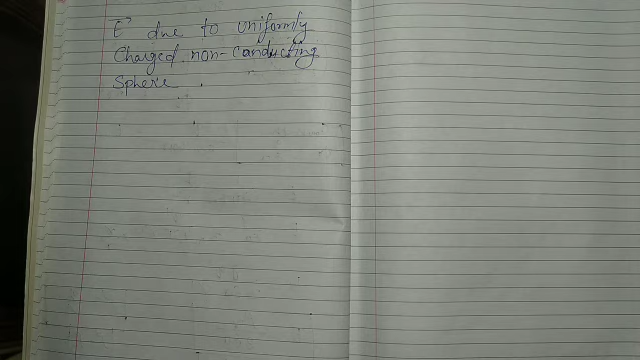 E due to uniformly
Charged non-conducting
Sphere.